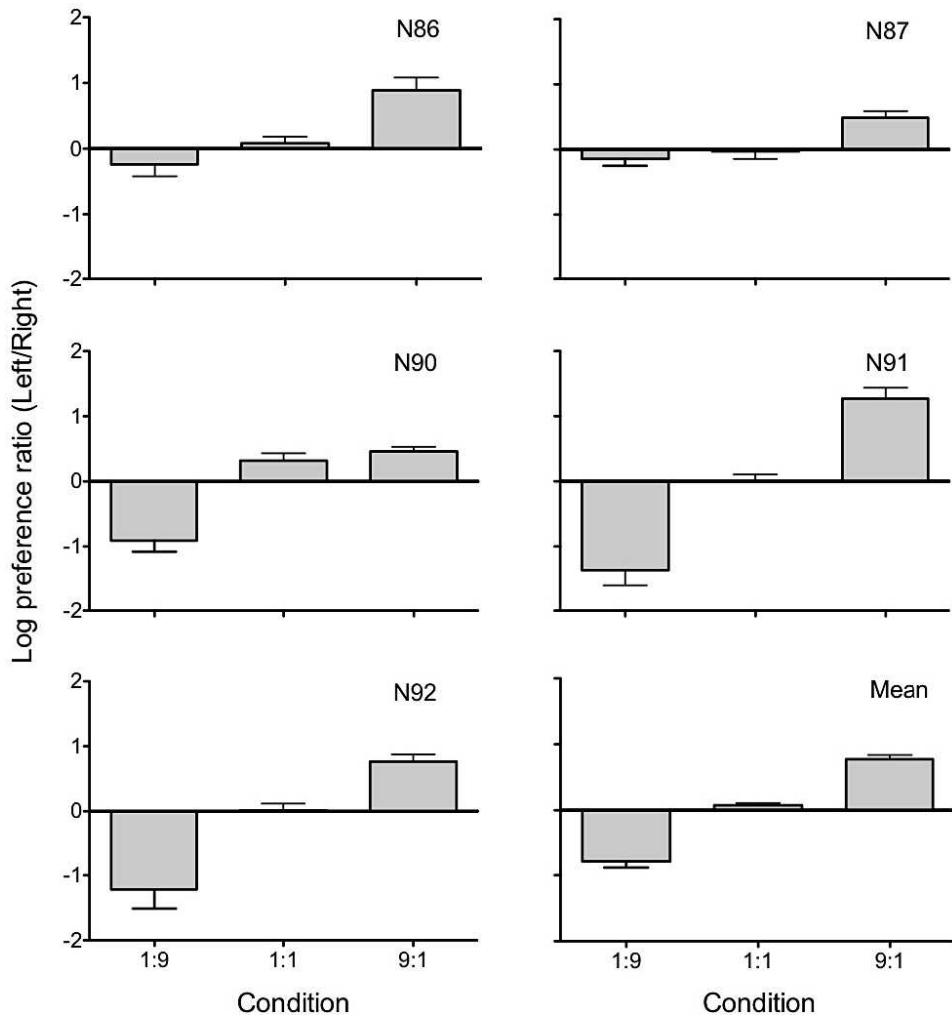 Log preference ratio (Left/Right)
N86
2
1
0
-1
-2
N87
N90
2
1
0
-1
-2
N91
N92
2
1
0
-1
-2
1:9
1:1
9:1
Condition
Mean
1:9
1:1
9:1
Condition